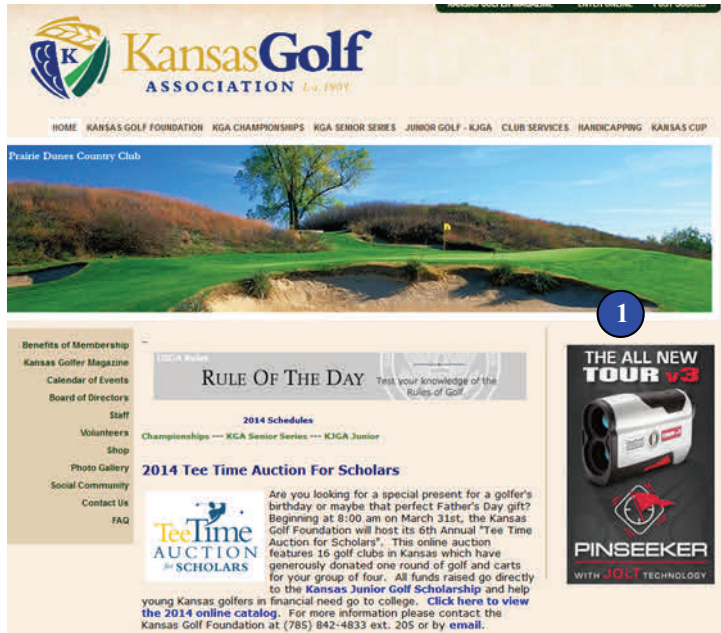 KANSAS GOLFER MAGAZINE ENTER ONLINE POST SCORES
K
KansasGolf
ASSOCIATION Est. 1908
HOME KANSAS GOLF FOUNDATION KGA CHAMPIONSHIPS KGA SENIOR SERIES JUNIOR GOLF - KJGA CLUB SERVICES HANDICAPPING KANSAS CUP
Prairie Dunes Country Club
1
Benefits of Membership
Kansas Golfer Magazine
Calendar of Events
Board of Directors
Staff
Volunteers
Shop
Photo Gallery
Social Community
Contact Us
FAQ
USGA Rules
RULE OF THE DAY Test your knowledge of the
Rules of Golf.
2014 Schedules
Championships --- KGA Senior Series --- KJGA Junior
2014 Tee Time Auction For Scholars
TeeTime
AUCTION
for SCHOLARS
Are you looking for a special present for a golfer's
birthday or maybe that perfect Father's Day gift?
Beginning at 8:00 am on March 31st, the Kansas
Golf Foundation will host its 6th Annual "Tee Time
Auction for Scholars". This online auction
features 16 golf clubs in Kansas which have
generously donated one round of golf and carts
for your group of four. All funds raised go directly
to the Kansas Junior Golf Scholarship and help
young Kansas golfers in financial need go to college. Click here to view
the 2014 online catalog. For more information please contact the
Kansas Golf Foundation at (785) 842-4833 ext. 205 or by email.
THE ALL NEW
TOUR v3
PINSEEKER
WITH JOLT TECHNOLOGY